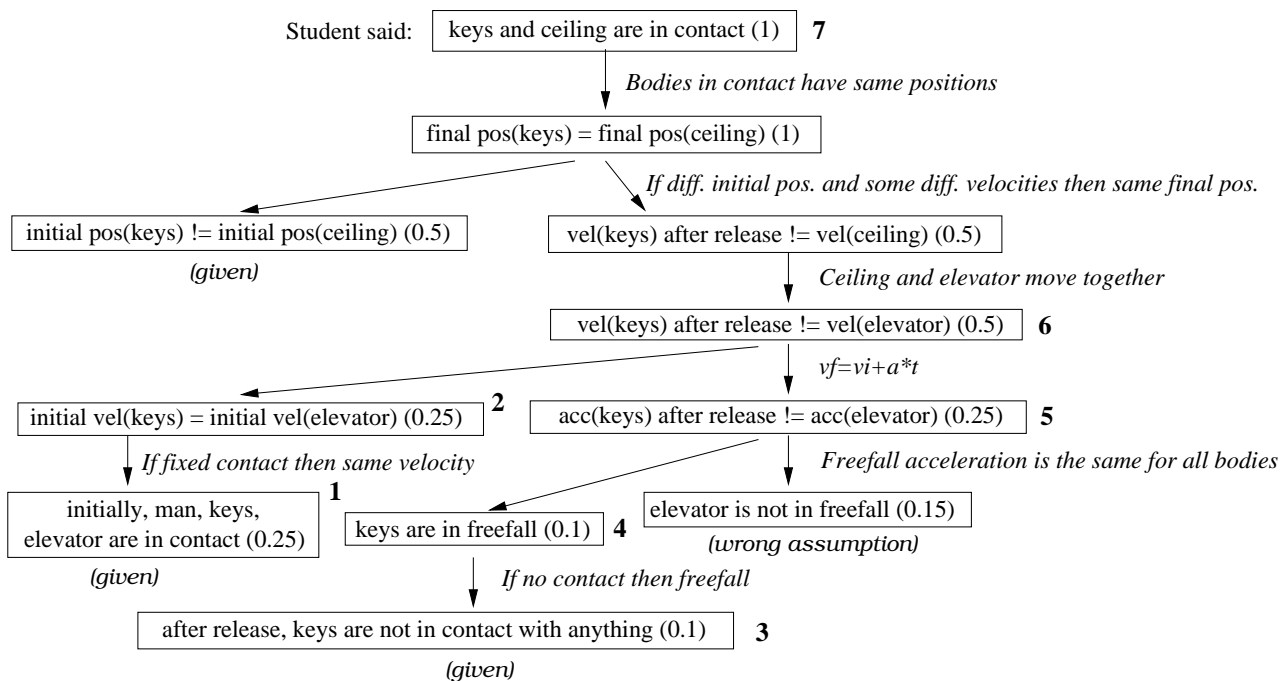 Student said: keys and ceiling are in contact (1) 7
Bodies in contact have same positions
final pos(keys) = final pos(ceiling) (1)
If diff. initial pos. and some diff. velocities then same final pos.
initial pos(keys) != initial pos(ceiling) (0.5) vel(keys) after release != vel(ceiling) (0.5)
(given)
Ceiling and elevator move together
vel(keys) after release != vel(elevator) (0.5) 6
vf=vi+a*t
initial vel(keys) = initial vel(elevator) (0.25) 2 acc(keys) after release != acc(elevator) (0.25) 5
If fixed contact then same velocity Freefall acceleration is the same for all bodies
1
initially, man, keys,
elevator are in contact (0.25)
(given)
keys are in freefall (0.1) 4 elevator is not in freefall (0.15)
(wrong assumption)
If no contact then freefall
after release, keys are not in contact with anything (0.1) 3
(given)